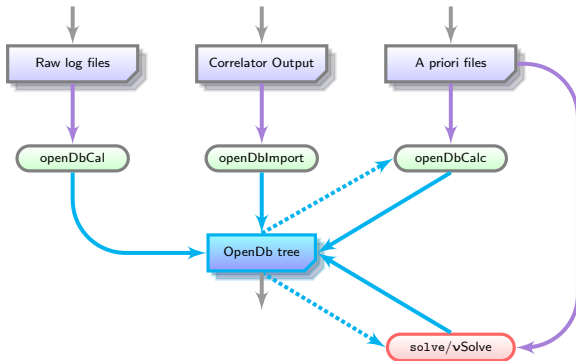 Raw log files
Correlator Output
A priori files
openDbCal
openDbImport
openDbCalc
OpenDb tree
solve/νSolve